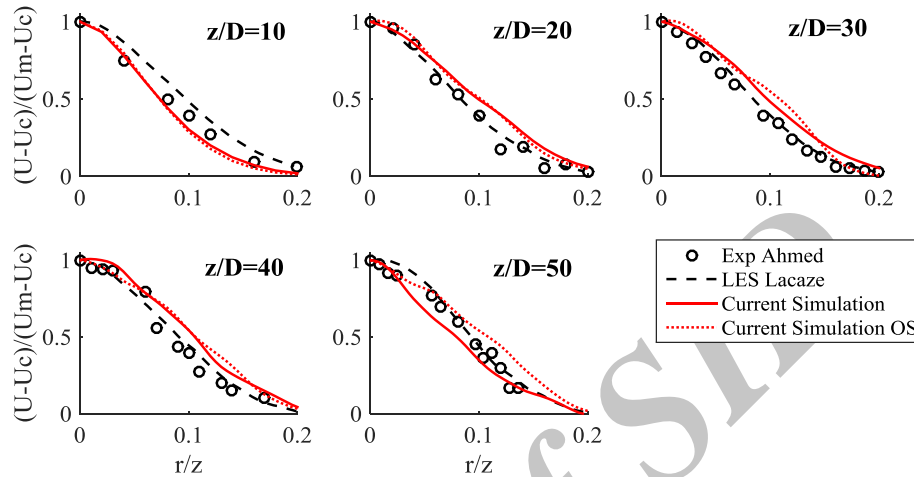 z/D=10
z/D=20
z/D=30
(U-Uc)/(Um-Uc)
1
0.5
0
0
0.1
0.2
1
0.5
0
0
0.1
0.2
1
0.5
0
0
0.1
0.2
z/D=40
z/D=50
(U-Uc)/(Um-Uc)
1
0.5
0
0
0.1
0.2
r/z
1
0.5
0
0
0.1
0.2
r/z
Exp Ahmed
LES Lacaze
Current Simulation
Current Simulation OS